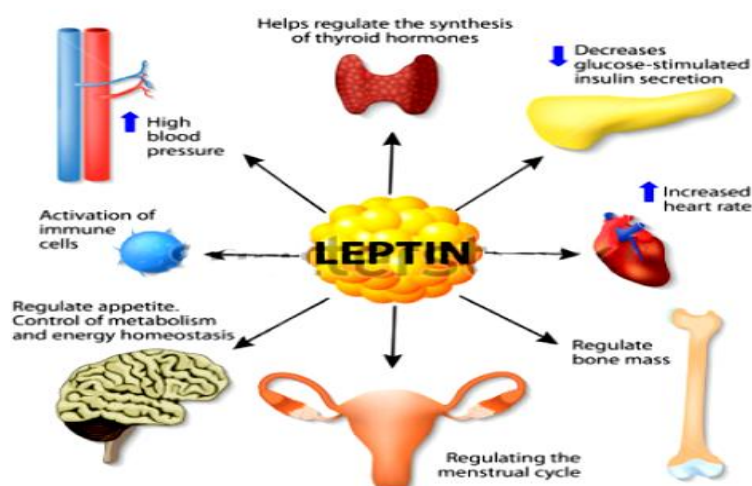 Helps regulate the synthesis
of thyroid hormones
Decreases
glucose-stimulated
insulin secretion
High
blood
pressure
Increased
heart rate
Activation of
immune
cells
LEPTIN
Regulate appetite.
Control of metabolism
and energy homeostasis
Regulate
bone mass
Regulating the
menstrual cycle